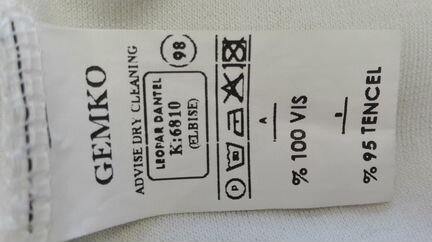 GEMKO
ADVISE DRY CLEANING
LEOPAR DANTEL
K:6810
(ELBISE)
98
P
A
% 100 VIS
B
% 95 TENCEL